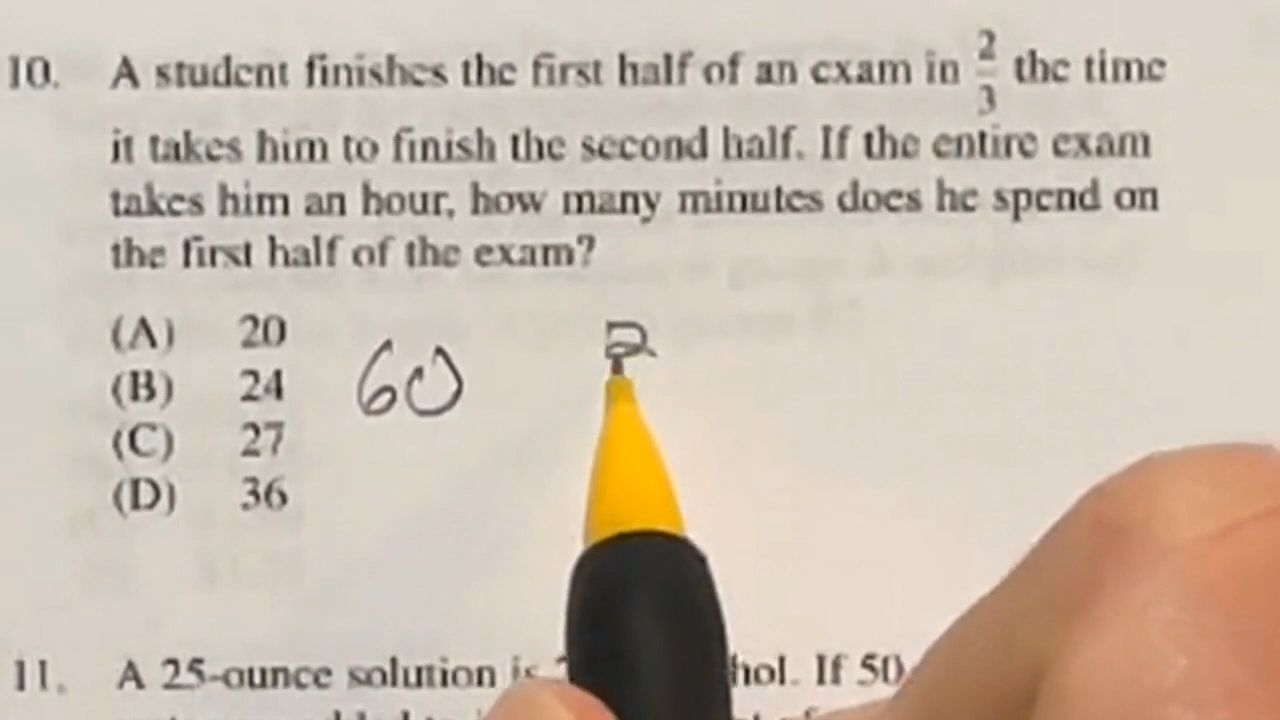 10. A student finishes the first half of an exam in 2/3 the time
it takes him to finish the second half. If the entire exam
takes him an hour, how many minutes does he spend on
the first half of the exam?
(A) 20
(B) 24
(C) 27
(D) 36
60
2
11. A 25-ounce solution is hol. If 50